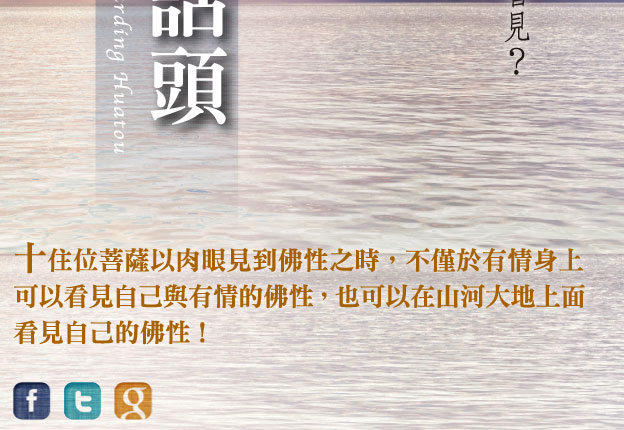 見？
話頭
rding Huatou
十住位菩薩以肉眼見到佛性之時，不僅於有情身上
可以看見自己與有情的佛性，也可以在山河大地上面
看見自己的佛性！
f
t
g